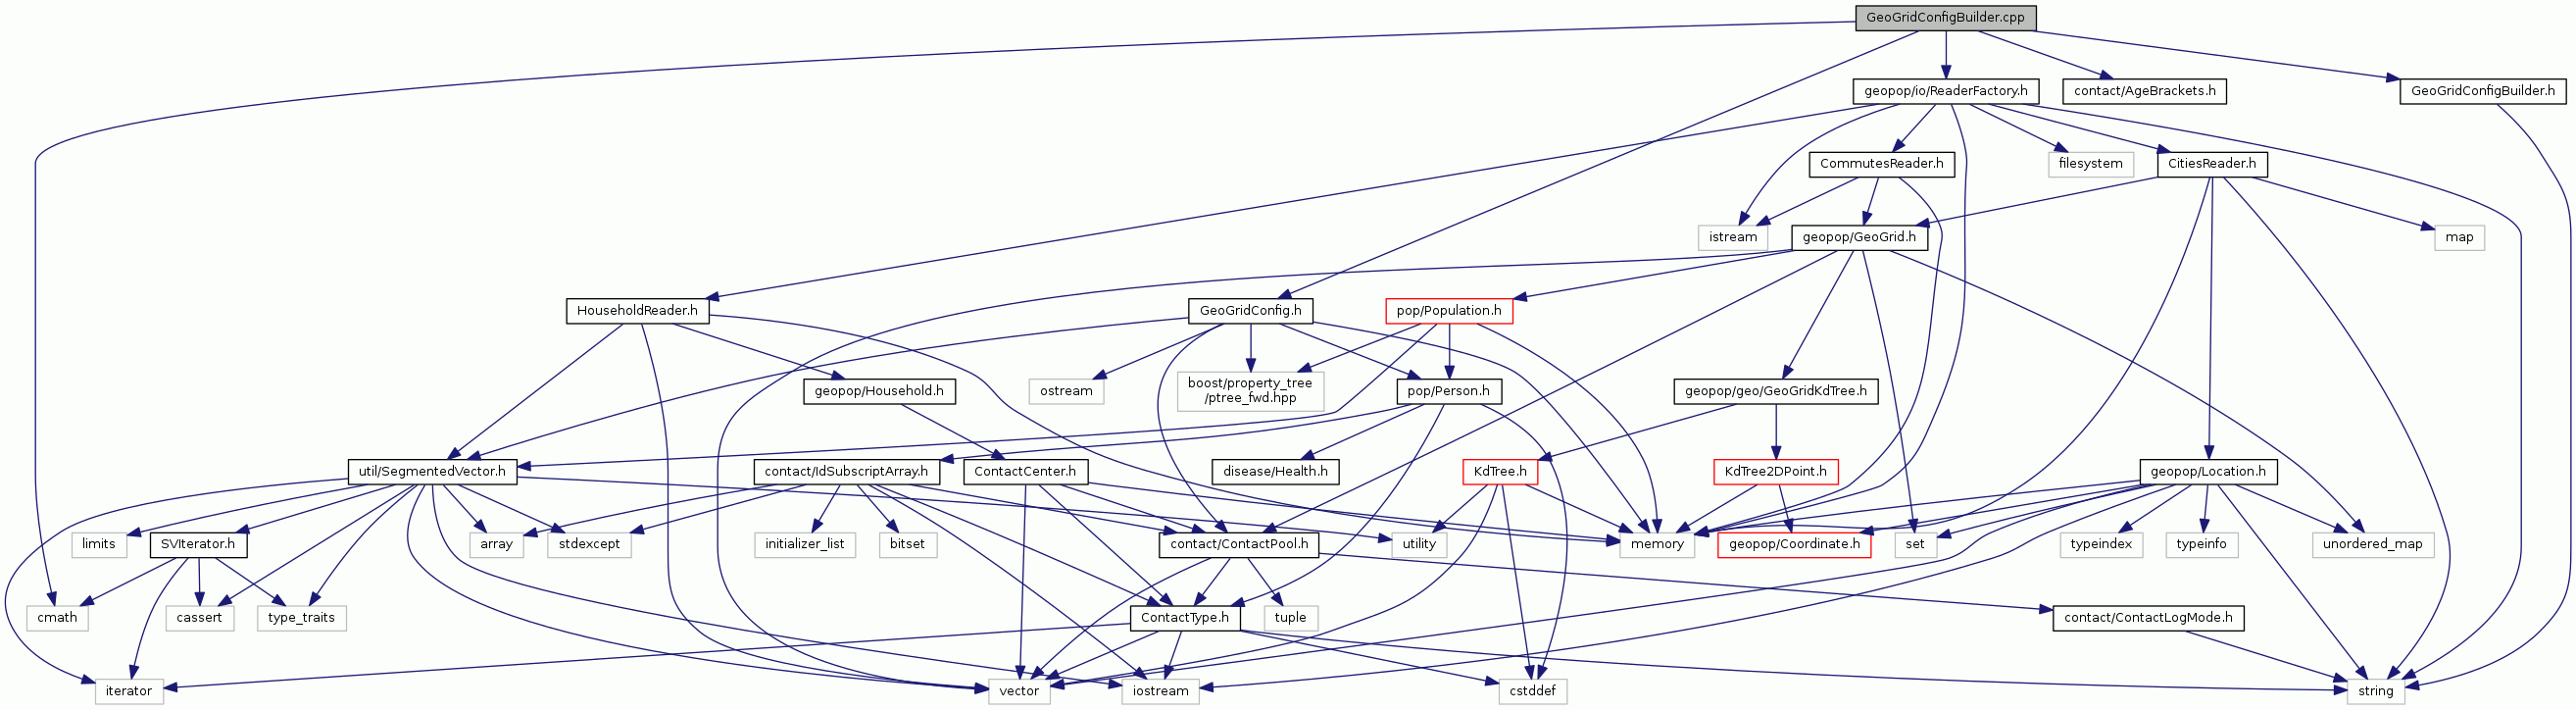 GeoGridConfigBuilder.cpp
geopop/io/ReaderFactory.h
contact/AgeBrackets.h
GeoGridConfigBuilder.h
CommutesReader.h
filesystem
CitiesReader.h
istream
geopop/GeoGrid.h
map
HouseholdReader.h
GeoGridConfig.h
pop/Population.h
geopop/Household.h
ostream
boost/property_tree
/ptree_fwd.hpp
pop/Person.h
geopop/geo/GeoGridKdTree.h
util/SegmentedVector.h
contact/IdSubscriptArray.h
ContactCenter.h
disease/Health.h
KdTree.h
KdTree2DPoint.h
geopop/Location.h
limits
SVIterator.h
array
stdexcept
initializer_list
bitset
contact/ContactPool.h
utility
memory
geopop/Coordinate.h
set
typeindex
typeinfo
unordered_map
cmath
cassert
type_traits
ContactType.h
tuple
contact/ContactLogMode.h
iterator
vector
iostream
cstddef
string